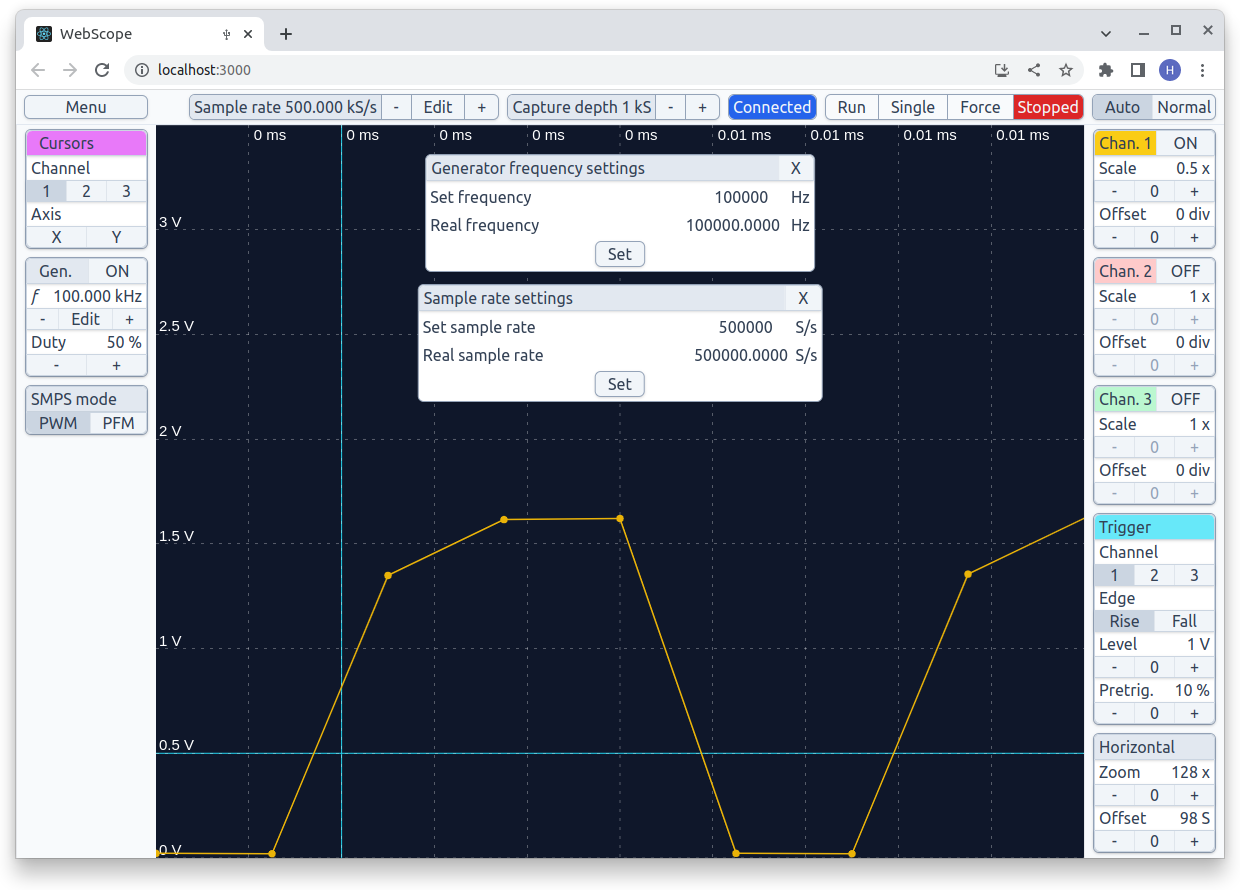 WebScope
localhost:3000
H
Menu
Sample rate 500.000 kS/s - Edit +
Capture depth 1 kS - +
Connected
Run Single Force Stopped
Auto Normal
Cursors
Channel
1 2 3
Axis
X Y
Gen. ON
f 100.000 kHz
- Edit +
Duty 50 %
- +
SMPS mode
PWM PFM
0 ms 0 ms 0 ms 0 ms 0 ms 0.01 ms 0.01 ms 0.01 ms 0.01 ms
3 V
2.5 V
2 V
1.5 V
1 V
0.5 V
0 V
Generator frequency settings X
Set frequency 100000 Hz
Real frequency 100000.0000 Hz
Set
Sample rate settings X
Set sample rate 500000 S/s
Real sample rate 500000.0000 S/s
Set
Chan. 1 ON
Scale 0.5 x
- 0 +
Offset 0 div
- 0 +
Chan. 2 OFF
Scale 1 x
- 0 +
Offset 0 div
- 0 +
Chan. 3 OFF
Scale 1 x
- 0 +
Offset 0 div
- 0 +
Trigger
Channel
1 2 3
Edge
Rise Fall
Level 1 V
- 0 +
Pretrig. 10 %
- 0 +
Horizontal
Zoom 128 x
- 0 +
Offset 98 S
- 0 +